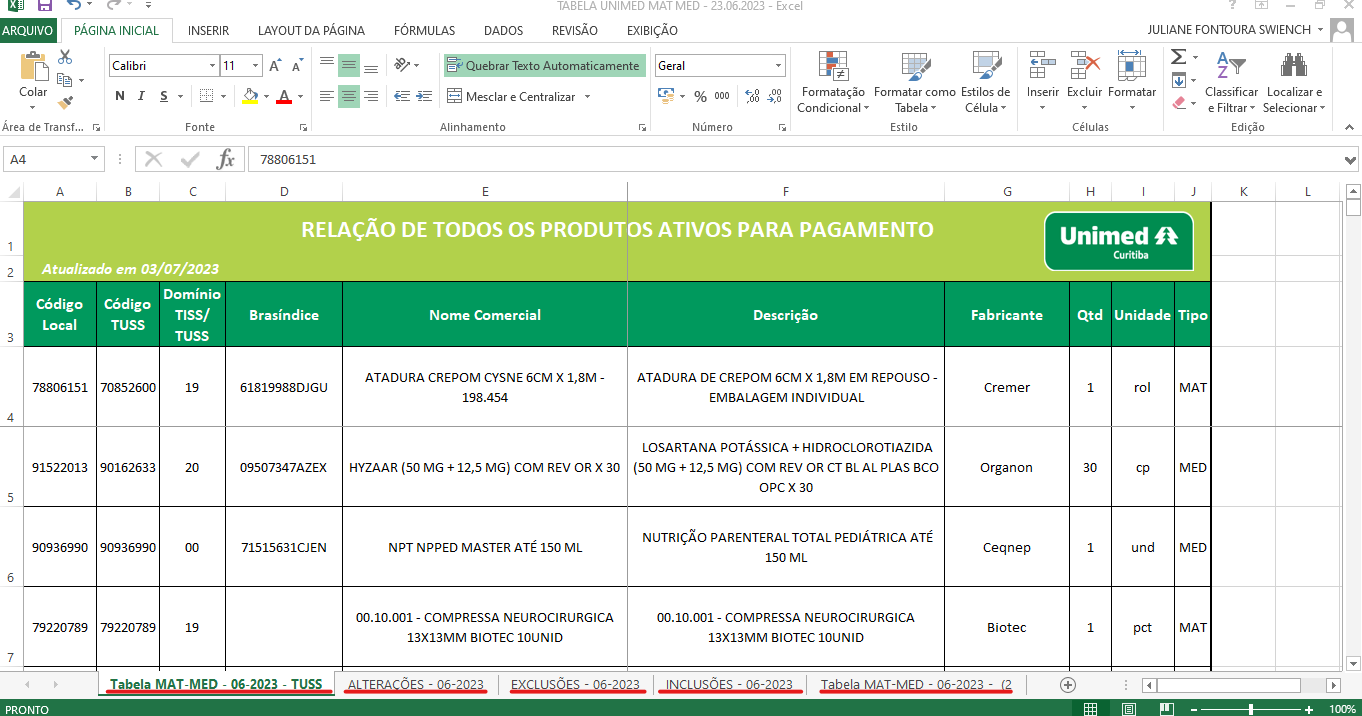 TABELA UNIMED MAT MED - 23.06.2023 - Excel
ARQUIVO PÁGINA INICIAL INSERIR LAYOUT DA PÁGINA FÓRMULAS DADOS REVISÃO EXIBIÇÃO JULIANE FONTOURA SWIENCH
Calibri 11 Quebrar Texto Automaticamente Geral
Colar N I S Mesclar e Centralizar % 000
Formatação Condicional
Formatar como Tabela
Estilos de Célula
Inserir Excluir Formatar
Classificar e Filtrar
Localizar e Selecionar
Área de Transf... Fonte Alinhamento Número Estilo Células Edição
A4 fx 78806151
A B C D E F G H I J K L
1 RELAÇÃO DE TODOS OS PRODUTOS ATIVOS PARA PAGAMENTO
Unimed
Curitiba
2 Atualizado em 03/07/2023
3 Código Local Código TUSS Domínio TISS/ TUSS Brasíndice Nome Comercial Descrição Fabricante Qtd Unidade Tipo
4 78806151 70852600 19 61819988DJGU ATADURA CREPOM CYSNE 6CM X 1,8M - 198.454 ATADURA DE CREPOM 6CM X 1,8M EM REPOUSO - EMBALAGEM INDIVIDUAL Cremer 1 rol MAT
5 91522013 90162633 20 09507347AZEX HYZAAR (50 MG + 12,5 MG) COM REV OR X 30 LOSARTANA POTÁSSICA + HIDROCLOROTIAZIDA (50 MG + 12,5 MG) COM REV OR CT BL AL PLAS BCO OPC X 30 Organon 30 cp MED
6 90936990 90936990 00 71515631CJEN NPT NPPED MASTER ATÉ 150 ML NUTRIÇÃO PARENTERAL TOTAL PEDIÁTRICA ATÉ 150 ML Ceqnep 1 und MED
7 79220789 79220789 19 00.10.001 - COMPRESSA NEUROCIRURGICA 13X13MM BIOTEC 10UNID 00.10.001 - COMPRESSA NEUROCIRURGICA 13X13MM BIOTEC 10UNID Biotec 1 pct MAT
Tabela MAT-MED - 06-2023 - TUSS ALTERAÇÕES - 06-2023 EXCLUSÕES - 06-2023 INCLUSÕES - 06-2023 Tabela MAT-MED - 06-2023 - (2
PRONTO 100%